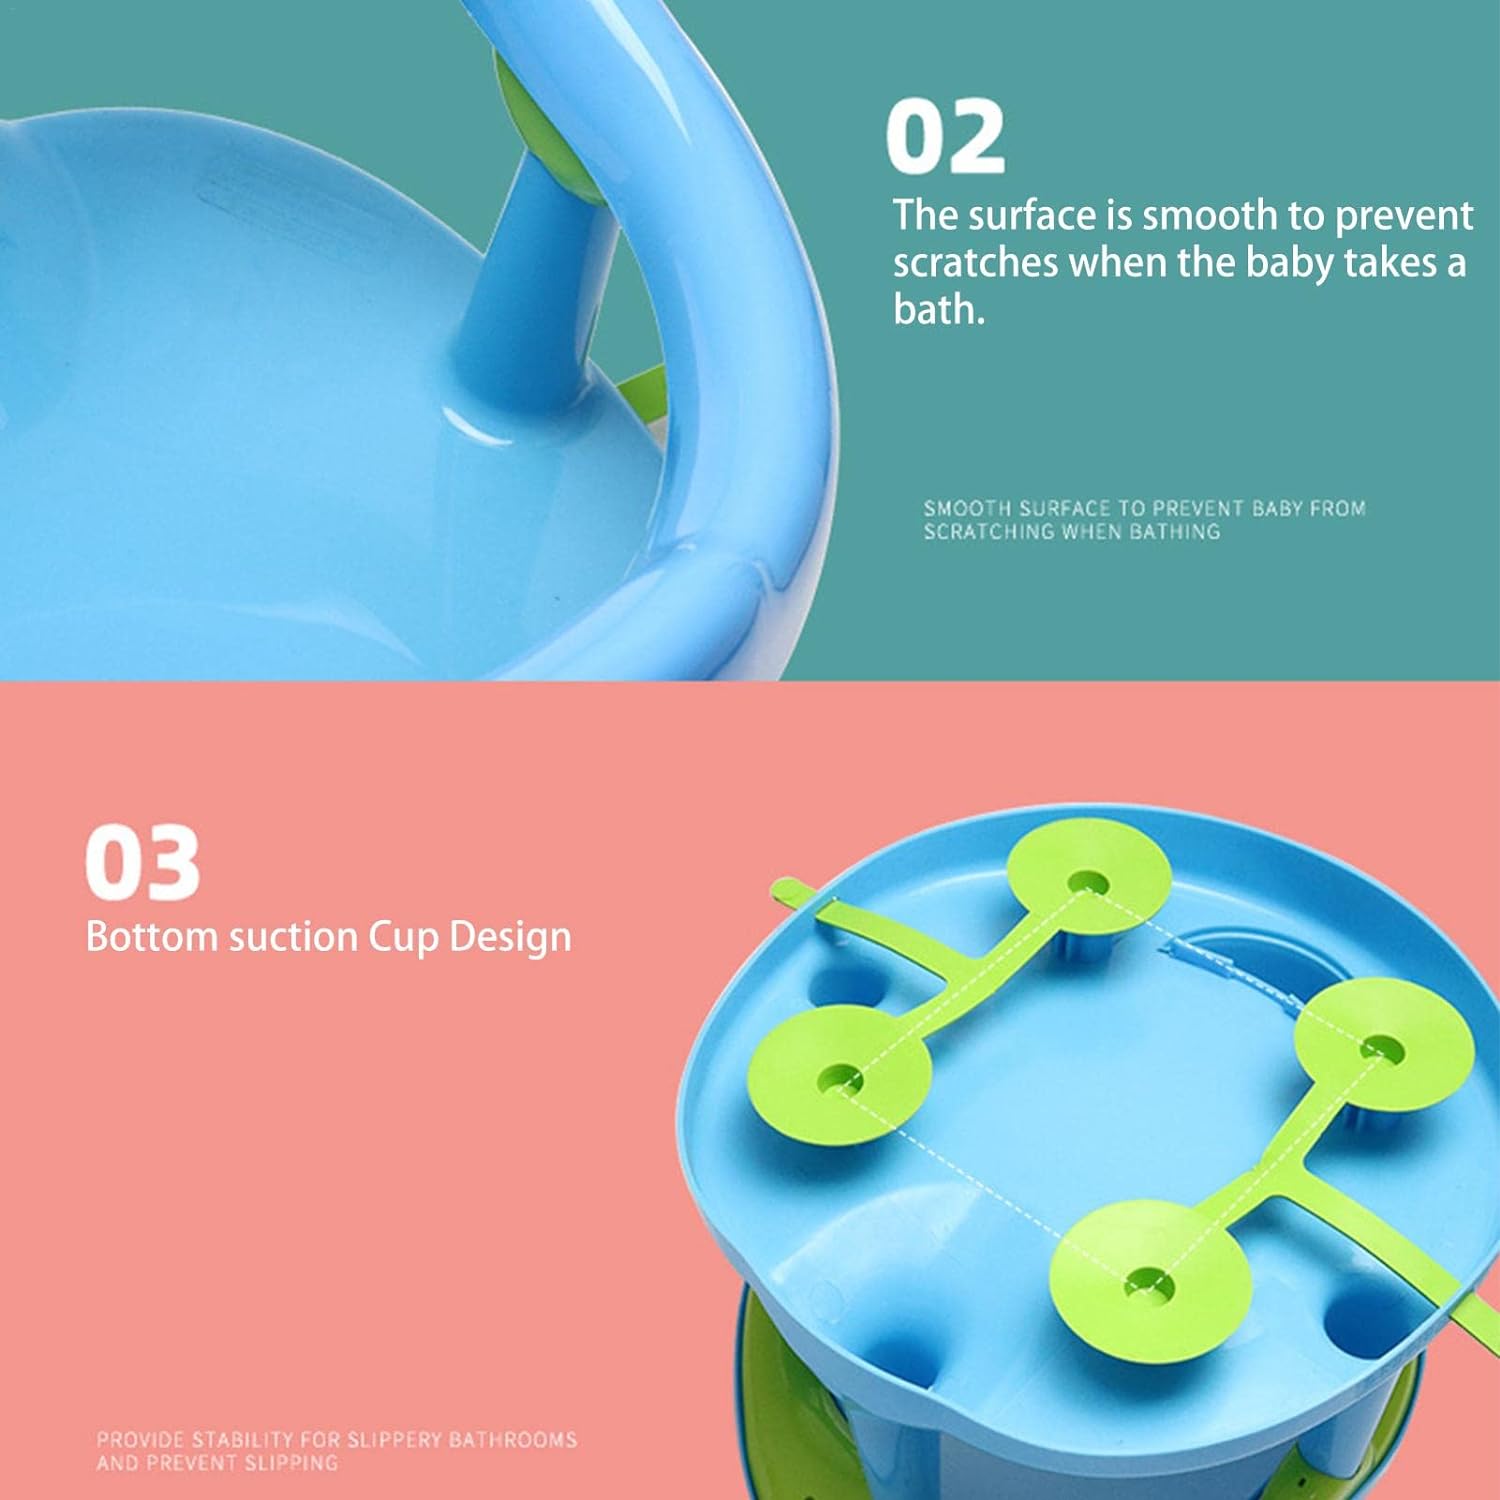 02
The surface is smooth to prevent
scratches when the baby takes a
bath.
SMOOTH SURFACE TO PREVENT BABY FROM
SCRATCHING WHEN BATHING
03
Bottom suction Cup Design
PROVIDE STABILITY FOR SLIPPERY BATHROOMS
AND PREVENT SLIPPING